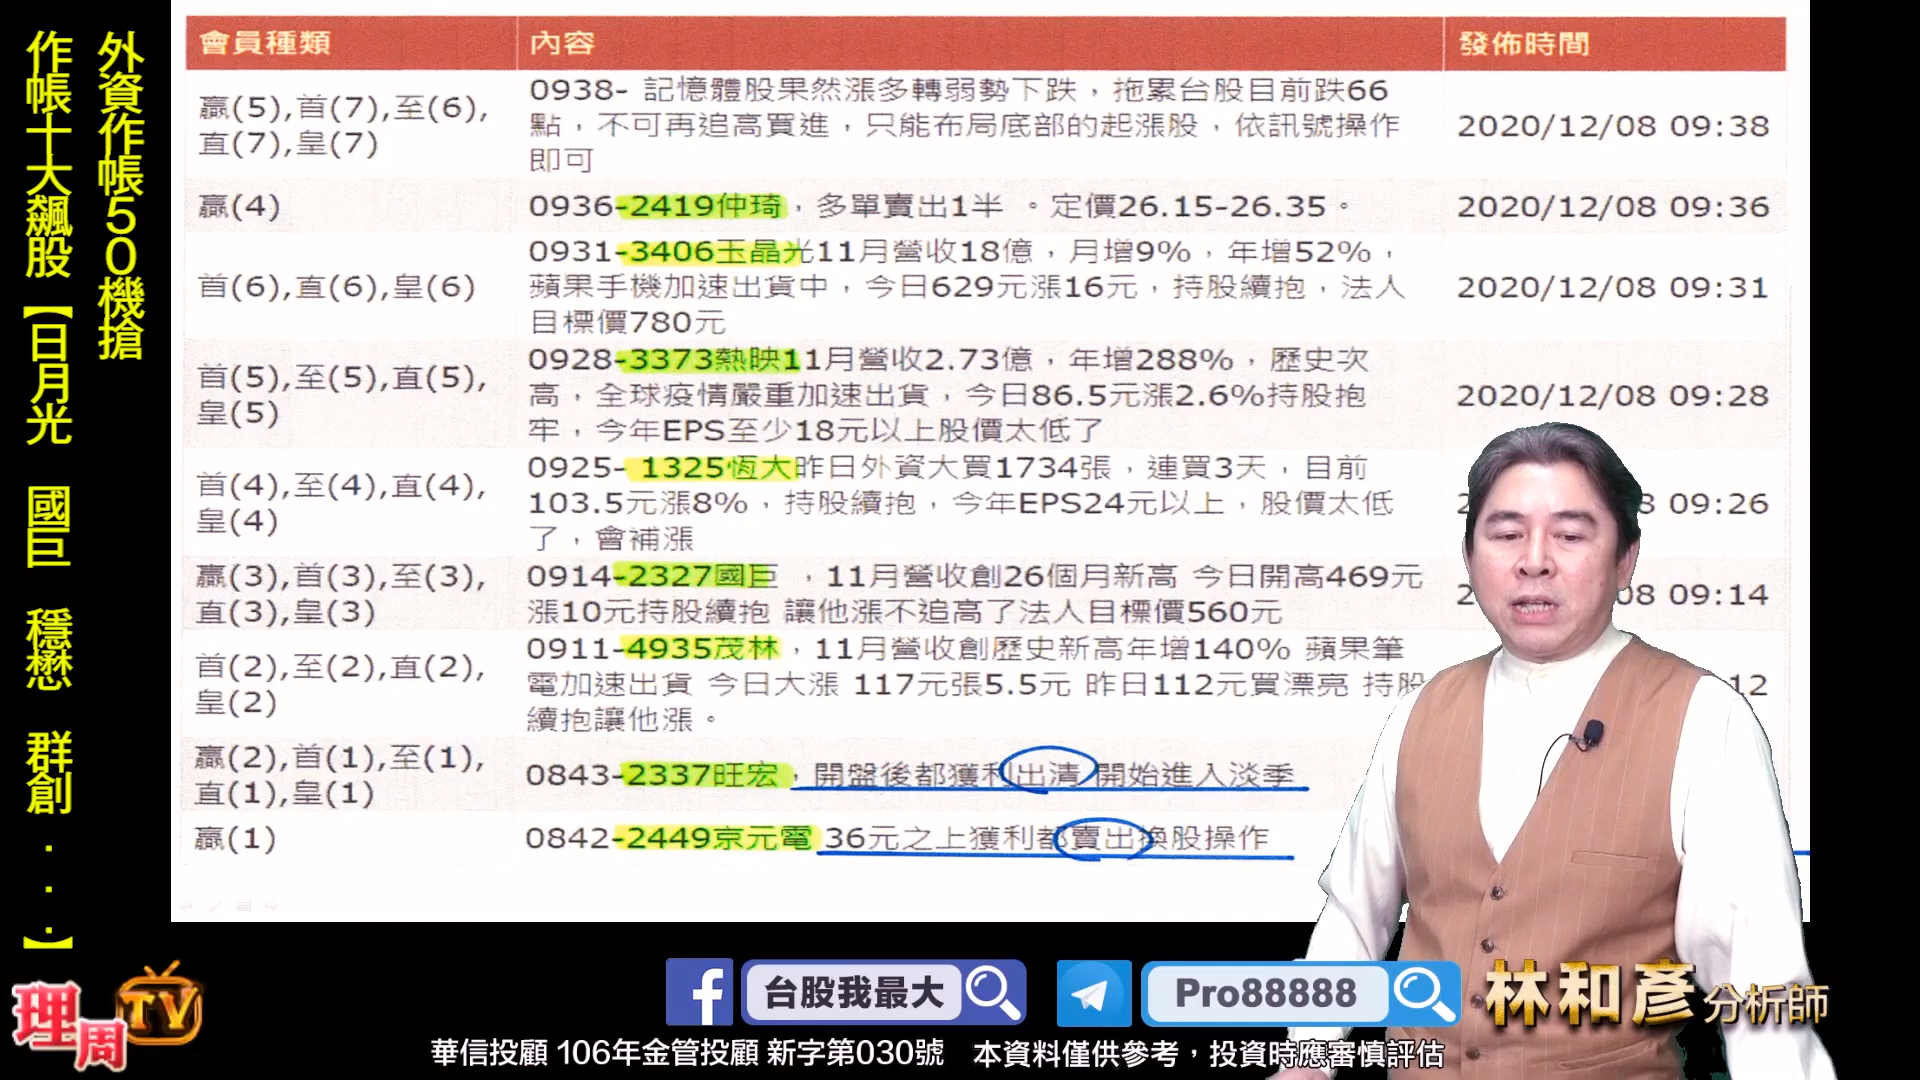 外資作帳50機搶
作帳十大飆股【日月光 國巨 穩懋 群創...】
會員種類 內容 發佈時間
贏(5),首(7),至(6),
直(7),皇(7)
0938- 記憶體股果然漲多轉弱勢下跌，拖累台股目前跌66
點，不可再追高買進，只能布局底部的起漲股，依訊號操作
即可
2020/12/08 09:38
贏(4)
0936-2419仲琦，多單賣出1半 。定價26.15-26.35。
2020/12/08 09:36
首(6),直(6),皇(6)
0931-3406玉晶光11月營收18億，月增9%，年增52%，
蘋果手機加速出貨中，今日629元漲16元，持股續抱，法人
目標價780元
2020/12/08 09:31
首(5),至(5),直(5),
皇(5)
0928-3373熱映11月營收2.73億，年增288%，歷史次
高，全球疫情嚴重加速出貨，今日86.5元漲2.6%持股抱
牢，今年EPS至少18元以上股價太低了
2020/12/08 09:28
首(4),至(4),直(4),
皇(4)
0925- 1325恆大昨日外資大買1734張，連買3天，目前
103.5元漲8%，持股續抱，今年EPS24元以上，股價太低
了，會補漲
2 8 09:26
贏(3),首(3),至(3),
直(3),皇(3)
0914-2327國巨 ，11月營收創26個月新高 今日開高469元
漲10元持股續抱 讓他漲不追高了法人目標價560元
2 08 09:14
首(2),至(2),直(2),
皇(2)
0911-4935茂林，11月營收創歷史新高年增140% 蘋果筆
電加速出貨 今日大漲 117元張5.5元 昨日112元買漂亮 持股
續抱讓他漲。
12
贏(2),首(1),至(1),
直(1),皇(1)
0843-2337旺宏，開盤後都獲利出清 開始進入淡季
贏(1)
0842-2449京元電 36元之上獲利都賣出換股操作
理周TV
f 台股我最大
Pro88888
林和彥 分析師
華信投顧 106年金管投顧 新字第030號 本資料僅供參考，投資時應審慎評估